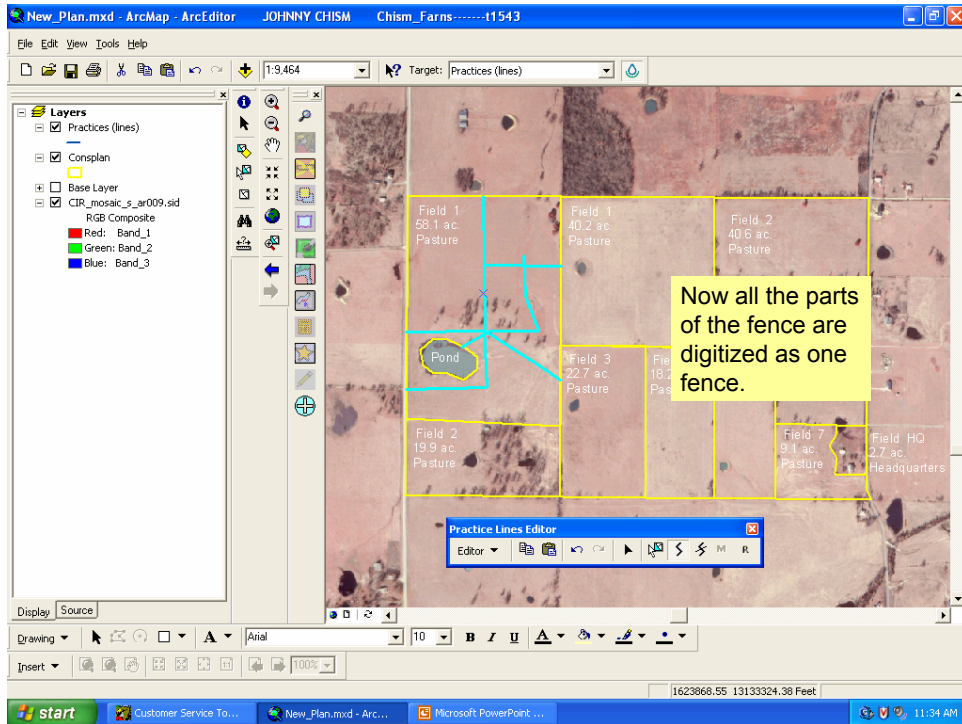 New_Plan.mxd - ArcMap - ArcEditor JOHNNY CHISM Chism_Farns-------t1543
File Edit View Tools Help
1:9,464 Target: Practices (lines)
Layers
Practices (lines)
Consplan
Base Layer
CIR_mosaic_s_ar009.sid
RGB Composite
Red: Band_1
Green: Band_2
Blue: Band_3
Field 1
58.1 ac.
Pasture
Field 1
40.2 ac.
Pasture
Field 2
40.6 ac.
Pasture
Now all the parts
of the fence are
digitized as one
fence.
Pond
Field 3
22.7 ac.
Pasture
Field 2
19.9 ac.
Pasture
Field 7
9.1 ac.
Pasture
Field HQ
2.7 ac.
Headquarters
Practice Lines Editor
Editor M R
Display Source
Drawing A Arial 10 B I U A
Insert 100%
1623868.55 13133324.38 Feet
start Customer Service To... New_Plan.mxd - Arc... Microsoft PowerPoint ... 11:34 AM